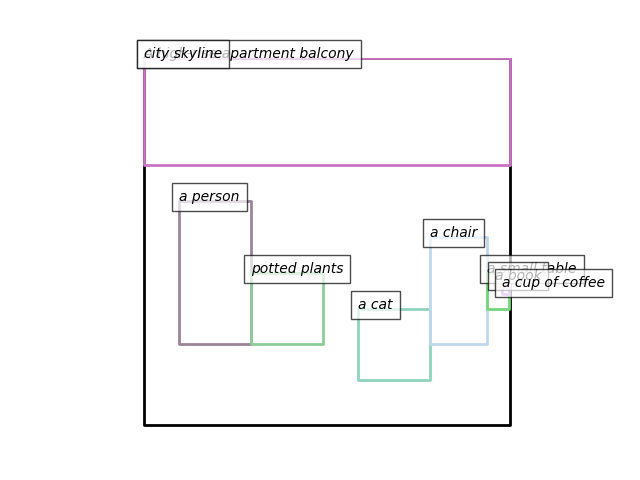 city skyline
apartment balcony
a person
a chair
potted plants
a small table
a book
a cup of coffee
a cat